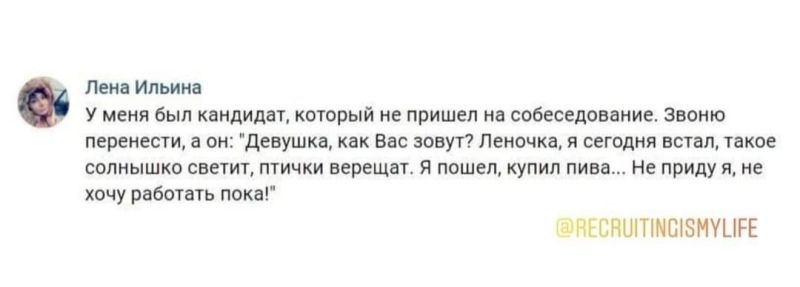 Лена Ильина
У меня был кандидат, который не пришел на собеседование. Звоню
перенести, а он: "Девушка, как Вас зовут? Леночка, я сегодня встал, такое
солнышко светит, птички верещат. Я пошел, купил пива... Не приду я, не
хочу работать пока!"
@RECRUITINGISMYLIFE